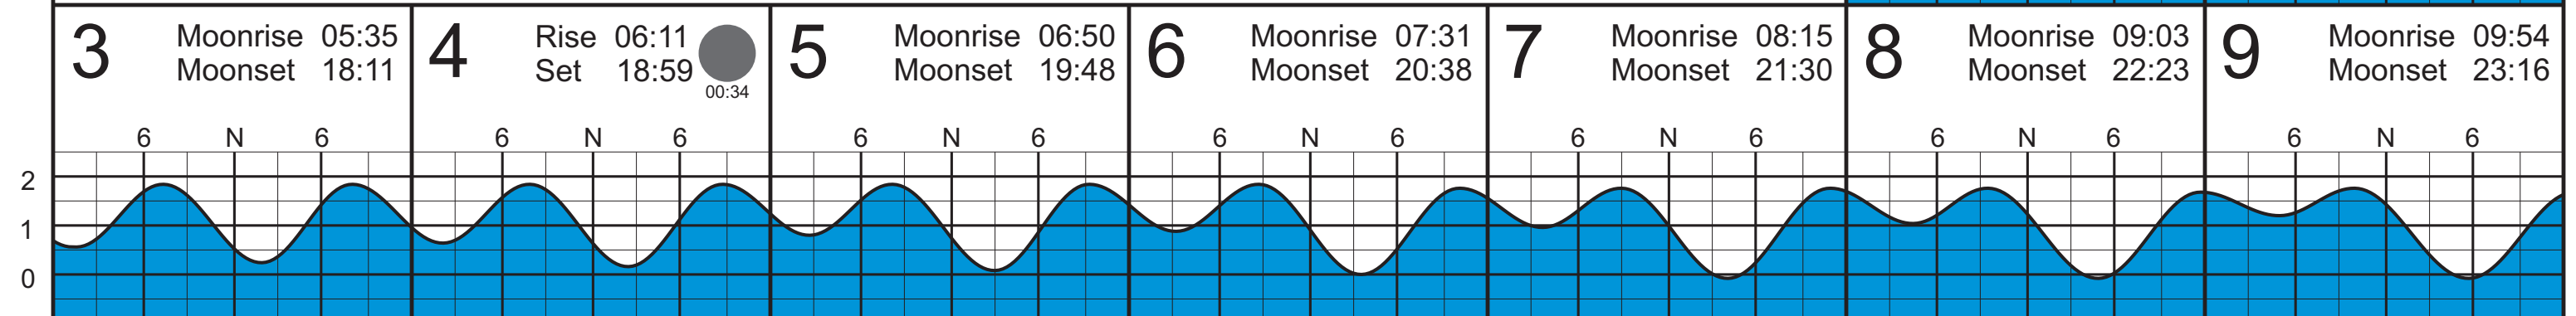 3 Moonrise 05:35
Moonset 18:11
4 Rise 06:11
Set 18:59
00:34
5 Moonrise 06:50
Moonset 19:48
6 Moonrise 07:31
Moonset 20:38
7 Moonrise 08:15
Moonset 21:30
8 Moonrise 09:03
Moonset 22:23
9 Moonrise 09:54
Moonset 23:16
6 N 6 6 N 6 6 N 6 6 N 6 6 N 6 6 N 6 6 N 6
2
1
0